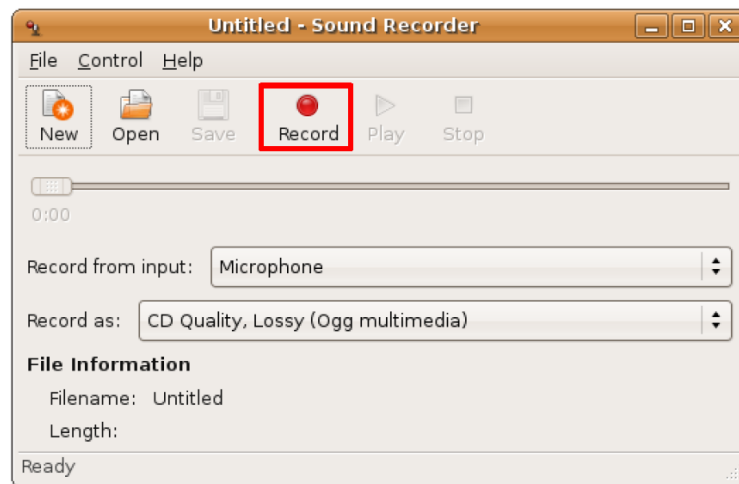 Untitled - Sound Recorder
File Control Help
New Open Save Record Play Stop
0:00
Record from input: Microphone
Record as: CD Quality, Lossy (Ogg multimedia)
File Information
Filename: Untitled
Length:
Ready